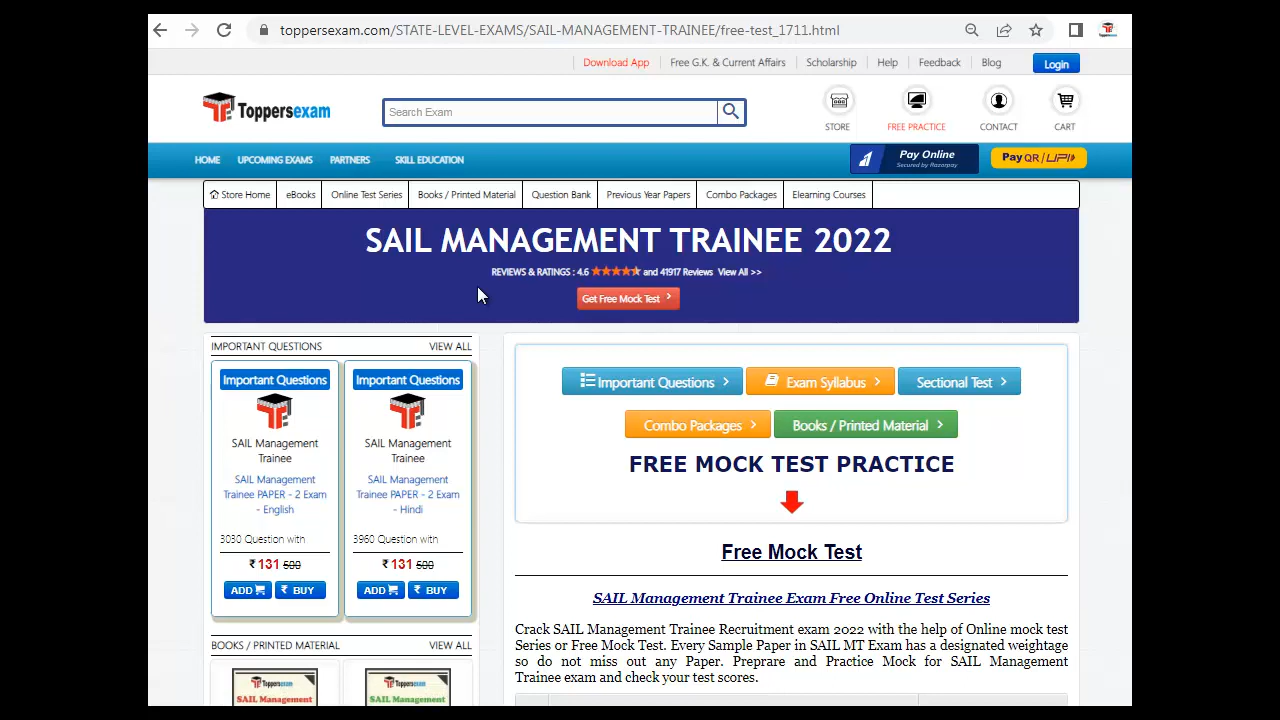 toppersexam.com/STATE-LEVEL-EXAMS/SAIL-MANAGEMENT-TRAINEE/free-test_1711.html
Download App Free G.K. & Current Affairs Scholarship Help Feedback Blog Login
Toppersexam
Search Exam
STORE FREE PRACTICE CONTACT CART
HOME UPCOMING EXAMS PARTNERS SKILL EDUCATION
Pay Online
Secured by Razorpay
Pay QR / UPI
Store Home eBooks Online Test Series Books / Printed Material Question Bank Previous Year Papers Combo Packages Elearning Courses
SAIL MANAGEMENT TRAINEE 2022
REVIEWS & RATINGS : 4.6 and 41917 Reviews View All >>
Get Free Mock Test
IMPORTANT QUESTIONS VIEW ALL
Important Questions
SAIL Management
Trainee
SAIL Management
Trainee PAPER - 2 Exam
- English
3030 Question with
₹ 131 500
ADD ₹ BUY
Important Questions
SAIL Management
Trainee
SAIL Management
Trainee PAPER - 2 Exam
- Hindi
3960 Question with
₹ 131 500
ADD ₹ BUY
BOOKS / PRINTED MATERIAL VIEW ALL
Toppersexam
SAIL Management
Toppersexam
SAIL Management
Important Questions Exam Syllabus Sectional Test
Combo Packages Books / Printed Material
FREE MOCK TEST PRACTICE
Free Mock Test
SAIL Management Trainee Exam Free Online Test Series
Crack SAIL Management Trainee Recruitment exam 2022 with the help of Online mock test
Series or Free Mock Test. Every Sample Paper in SAIL MT Exam has a designated weightage
so do not miss out any Paper. Preprare and Practice Mock for SAIL Management
Trainee exam and check your test scores.